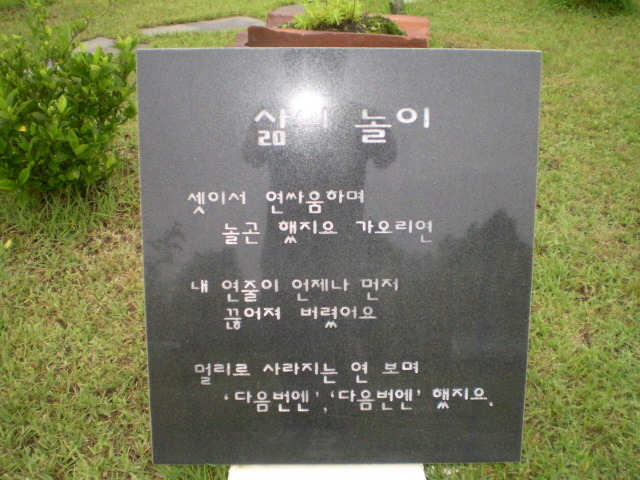 삶의 놀이
셋이서 연싸움하며
놀곤 했지요 가오리연
내 연줄이 언제나 먼저
끊어져 버렸어요
멀리로 사라지는 연 보며
‘다음번엔’, ‘다음번엔’ 했지요.